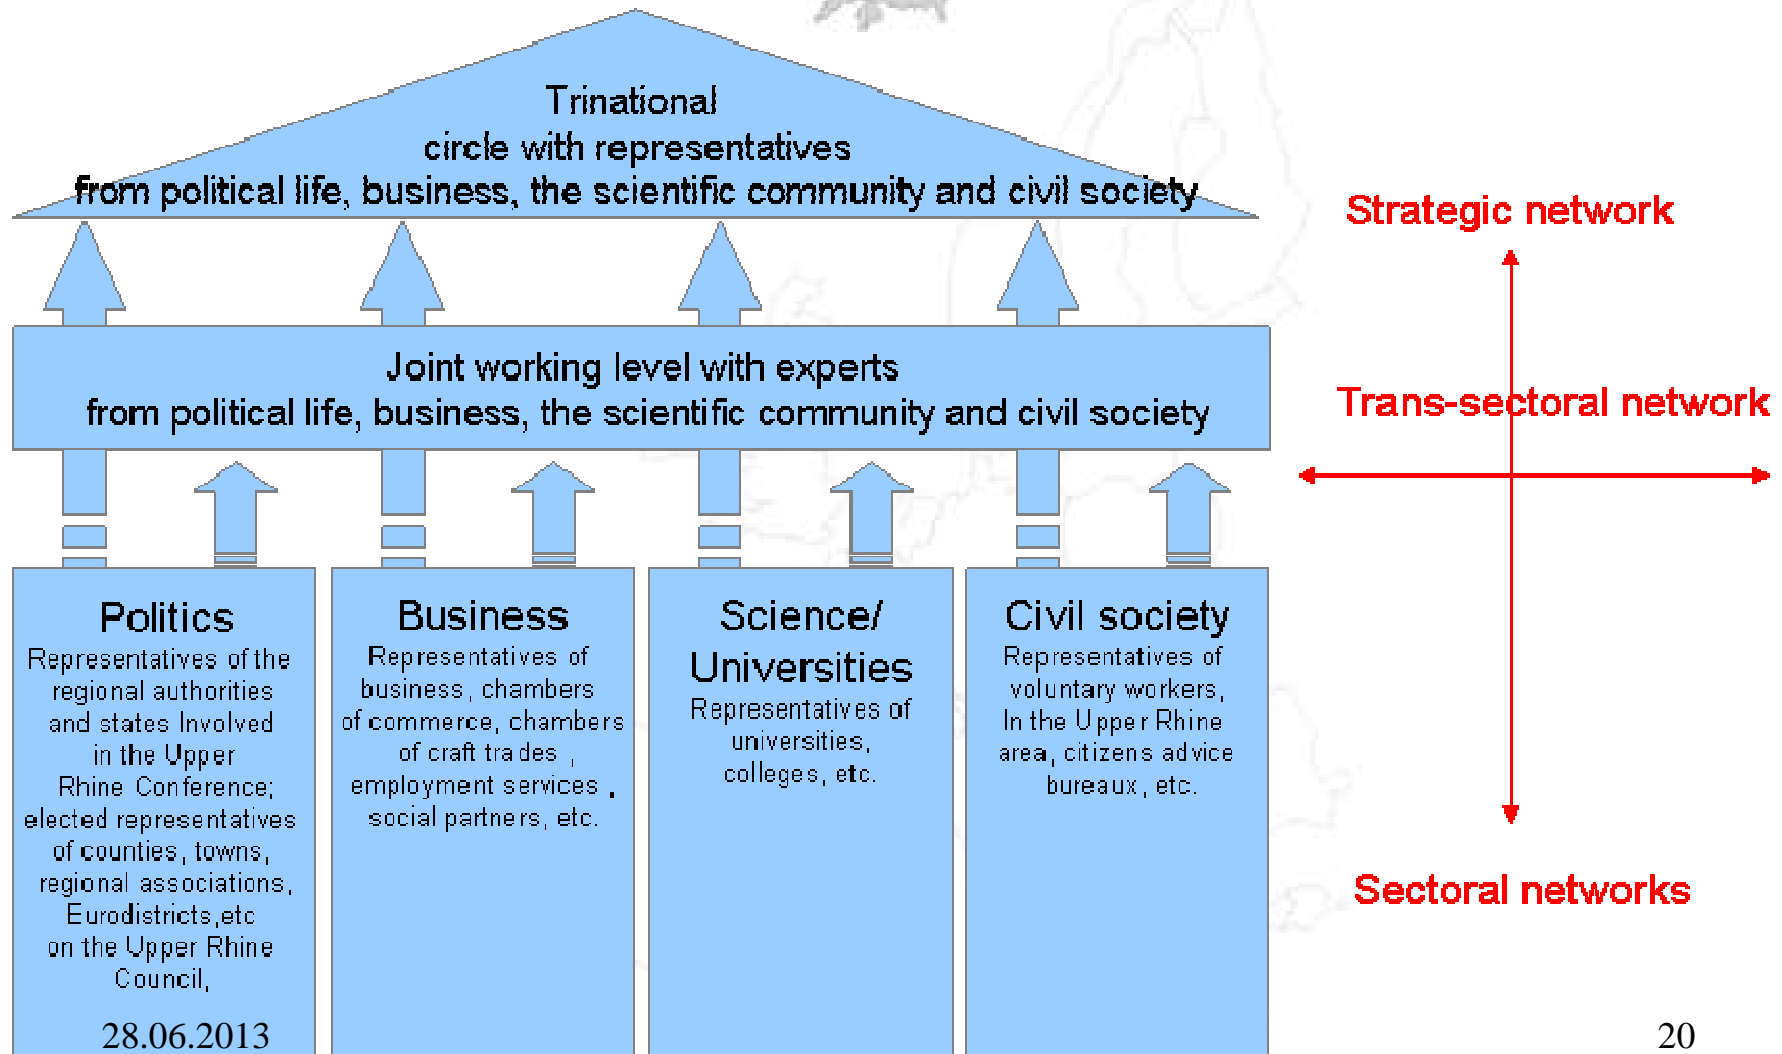 Trinational
circle with representatives
from political life, business, the scientific community and civil society
Strategic network
Joint working level with experts
from political life, business, the scientific community and civil society
Trans-sectoral network
Politics
Representatives of the
regional authorities
and states Involved
in the Upper
Rhine Conference;
elected representatives
of counties, towns,
regional associations,
Eurodistricts,etc
on the Upper Rhine
Council,
Business
Representatives of
business, chambers
of commerce, chambers
of craft trades ,
employment services ,
social partners, etc.
Science/
Universities
Representatives of
universities,
colleges, etc.
Civil society
Representatives of
voluntary workers,
In the Upper Rhine
area, citizens advice
bureaux, etc.
Sectoral networks
28.06.2013
20